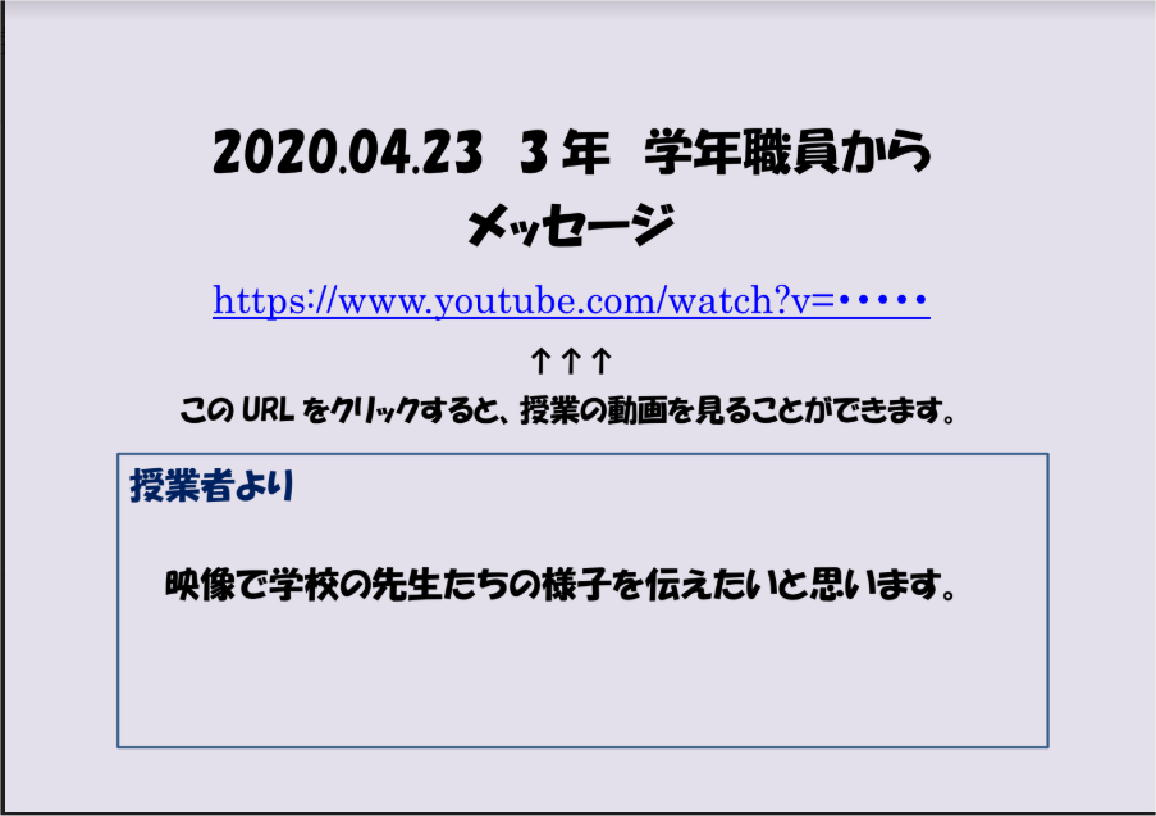 2020.04.23 3年 学年職員から
メッセージ
https://www.youtube.com/watch?v=・・・・・
↑↑↑
この URL をクリックすると、授業の動画を見ることができます。
授業者より
映像で学校の先生たちの様子を伝えたいと思います。